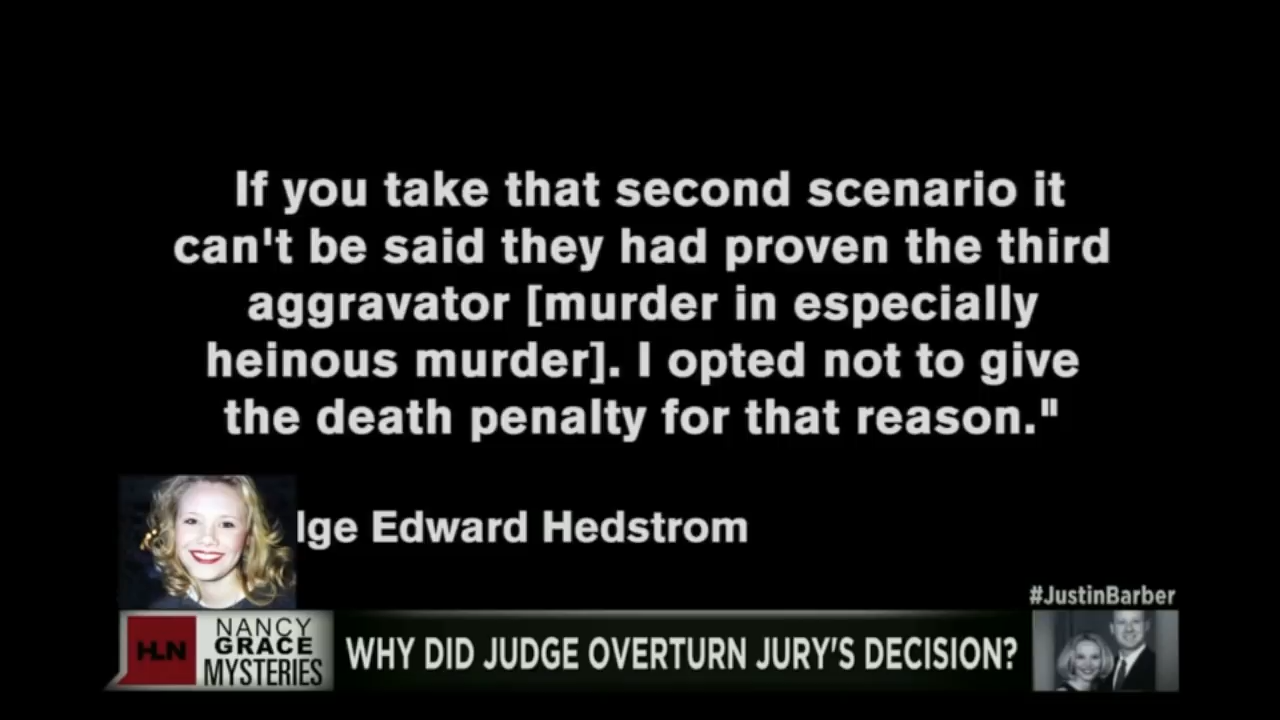 If you take that second scenario it
can't be said they had proven the third
aggravator [murder in especially
heinous murder]. I opted not to give
the death penalty for that reason."
lge Edward Hedstrom
#JustinBarber
HLN
NANCY
GRACE
MYSTERIES
WHY DID JUDGE OVERTURN JURY'S DECISION?